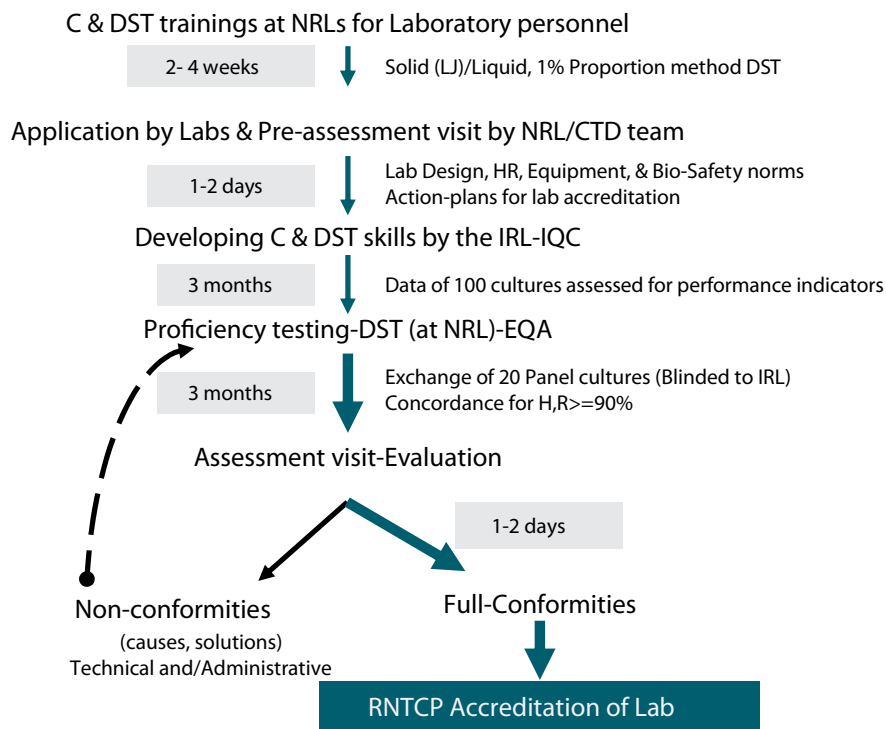 C & DST trainings at NRLs for Laboratory personnel
2- 4 weeks
Solid (LJ)/Liquid, 1% Proportion method DST
Application by Labs & Pre-assessment visit by NRL/CTD team
1-2 days
Lab Design, HR, Equipment, & Bio-Safety norms
Action-plans for lab accreditation
Developing C & DST skills by the IRL-IQC
3 months
Data of 100 cultures assessed for performance indicators
Proficiency testing-DST (at NRL)-EQA
3 months
Exchange of 20 Panel cultures (Blinded to IRL)
Concordance for H,R>=90%
Assessment visit-Evaluation
1-2 days
Non-conformities
(causes, solutions)
Technical and/Administrative
Full-Conformities
RNTCP Accreditation of Lab